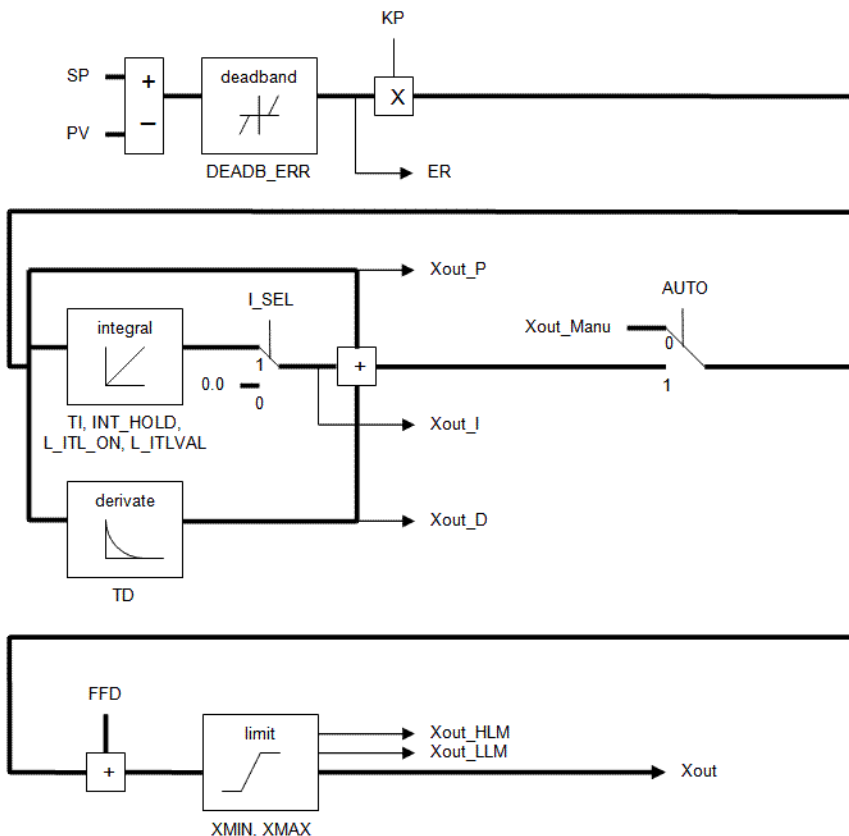 KP
SP
+
deadband
X
PV
−
DEADB_ERR
ER
Xout_P
I_SEL
AUTO
integral
Xout_Manu
0
1
+
0.0
0
1
TI, INT_HOLD,
L_ITL_ON, L_ITLVAL
Xout_I
derivate
Xout_D
TD
FFD
limit
Xout_HLM
Xout_LLM
+
Xout
XMIN, XMAX